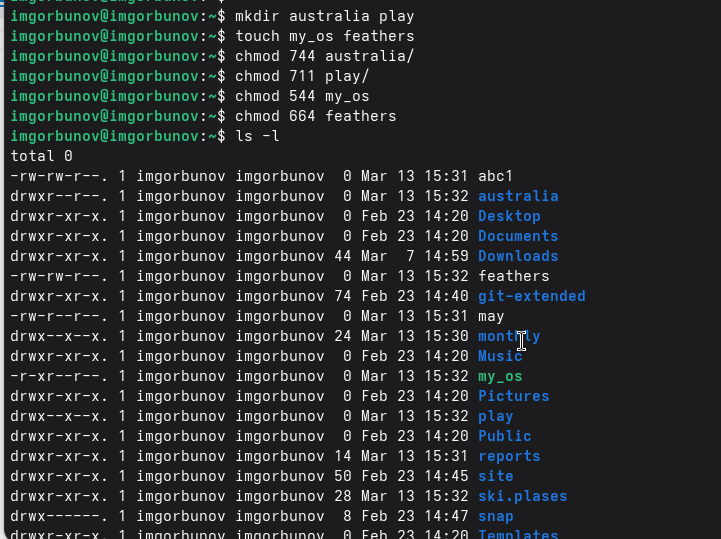 imgorbunov@imgorbunov:~$ mkdir australia play
imgorbunov@imgorbunov:~$ touch my_os feathers
imgorbunov@imgorbunov:~$ chmod 744 australia/
imgorbunov@imgorbunov:~$ chmod 711 play/
imgorbunov@imgorbunov:~$ chmod 544 my_os
imgorbunov@imgorbunov:~$ chmod 664 feathers
imgorbunov@imgorbunov:~$ ls -l
total 0
-rw-rw-r--. 1 imgorbunov imgorbunov  0 Mar 13 15:31 abc1
drwxr--r--. 1 imgorbunov imgorbunov  0 Mar 13 15:32 australia
drwxr-xr-x. 1 imgorbunov imgorbunov  0 Feb 23 14:20 Desktop
drwxr-xr-x. 1 imgorbunov imgorbunov  0 Feb 23 14:20 Documents
drwxr-xr-x. 1 imgorbunov imgorbunov 44 Mar  7 14:59 Downloads
-rw-rw-r--. 1 imgorbunov imgorbunov  0 Mar 13 15:32 feathers
drwxr-xr-x. 1 imgorbunov imgorbunov 74 Feb 23 14:40 git-extended
-rw-r--r--. 1 imgorbunov imgorbunov  0 Mar 13 15:31 may
drwx--x--x. 1 imgorbunov imgorbunov 24 Mar 13 15:30 monthly
drwxr-xr-x. 1 imgorbunov imgorbunov  0 Feb 23 14:20 Music
-r-xr--r--. 1 imgorbunov imgorbunov  0 Mar 13 15:32 my_os
drwxr-xr-x. 1 imgorbunov imgorbunov  0 Feb 23 14:20 Pictures
drwx--x--x. 1 imgorbunov imgorbunov  0 Mar 13 15:32 play
drwxr-xr-x. 1 imgorbunov imgorbunov  0 Feb 23 14:20 Public
drwxr-xr-x. 1 imgorbunov imgorbunov 14 Mar 13 15:31 reports
drwxr-xr-x. 1 imgorbunov imgorbunov 50 Feb 23 14:45 site
drwxr-xr-x. 1 imgorbunov imgorbunov 28 Mar 13 15:32 ski.plases
drwx------. 1 imgorbunov imgorbunov  8 Feb 23 14:47 snap
drwxr-xr-x. 1 imgorbunov imgorbunov  0 Feb 23 14:20 Templates